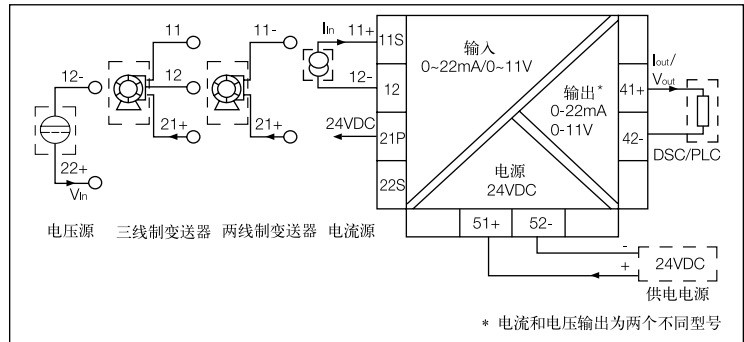 11
11-
Iin
11+
11S
输入
0~22mA/0~11V
12-
12
12-
12
输出*
0-22mA
0-11V
41+
Iout/
Vout
21+
21+
24VDC
21P
42-
DSC/PLC
22+
Vin
22S
电源
24VDC
电压源
三线制变送器
两线制变送器
电流源
51+
52-
-
+
24VDC
供电电源
* 电流和电压输出为两个不同型号